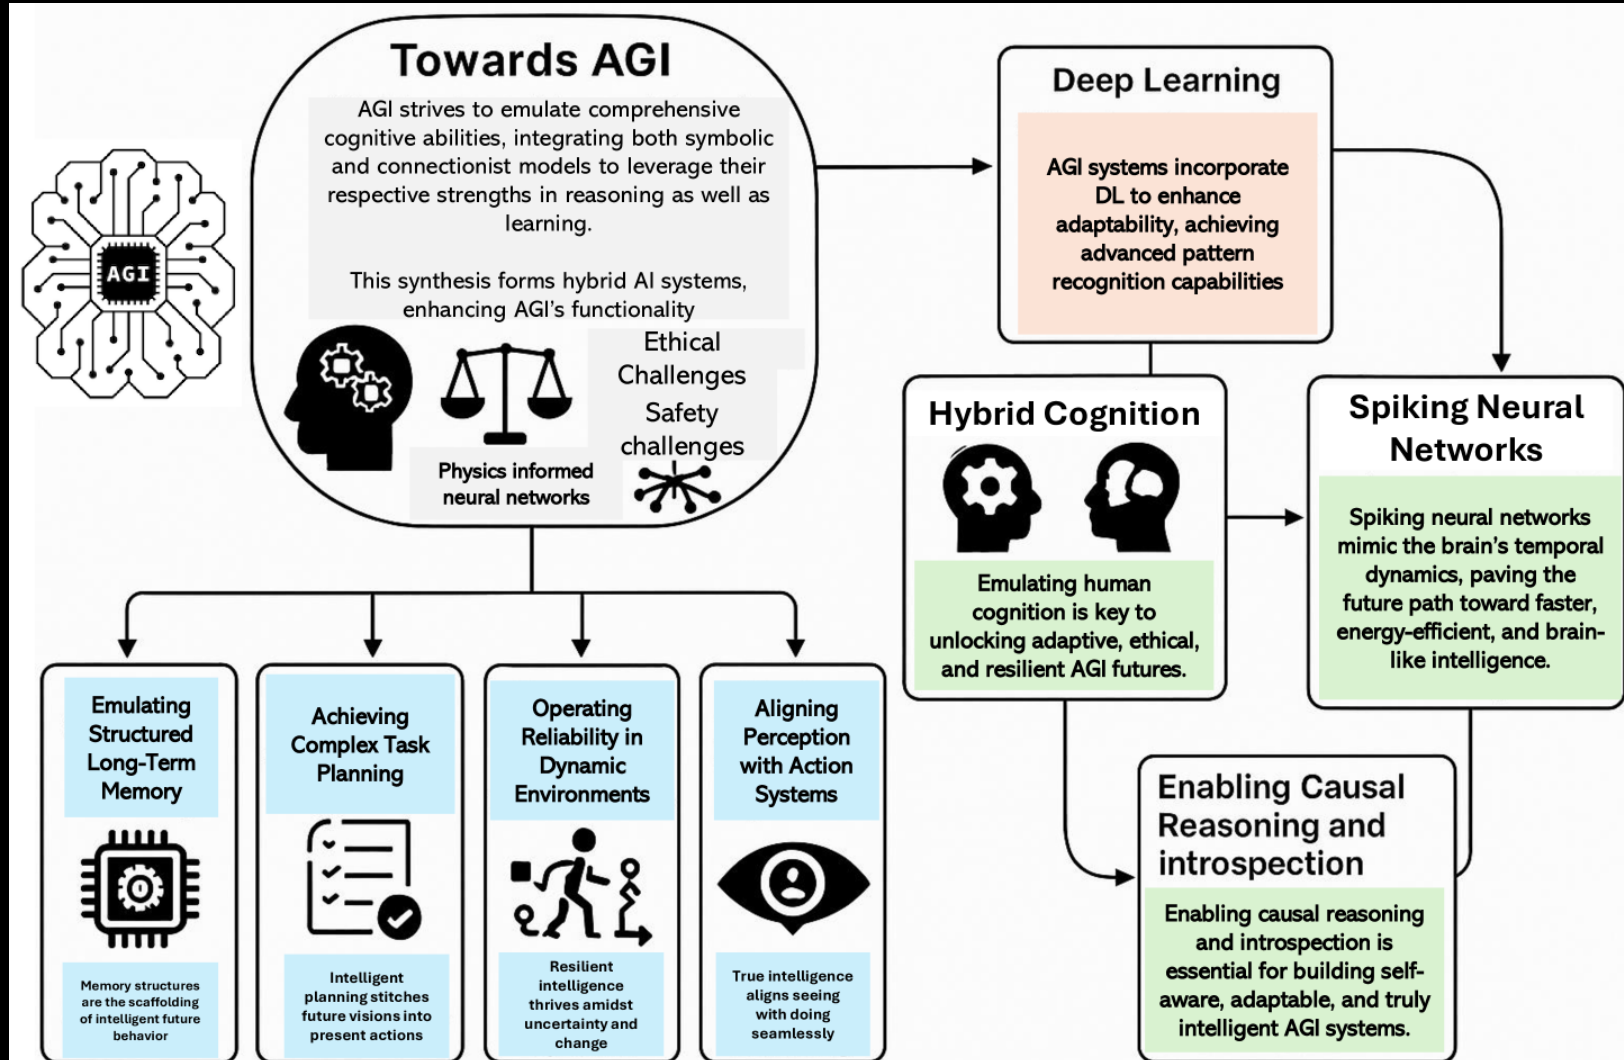 Towards AGI
AGI strives to emulate comprehensive
cognitive abilities, integrating both symbolic
and connectionist models to leverage their
respective strengths in reasoning as well as
learning.
This synthesis forms hybrid AI systems,
enhancing AGI's functionality
Ethical
Challenges
Safety
challenges
Physics informed
neural networks
AGI
Deep Learning
AGI systems incorporate
DL to enhance
adaptability, achieving
advanced pattern
recognition capabilities
Hybrid Cognition
Emulating human
cognition is key to
unlocking adaptive, ethical,
and resilient AGI futures.
Spiking Neural
Networks
Spiking neural networks
mimic the brain's temporal
dynamics, paving the
future path toward faster,
energy-efficient, and brain-
like intelligence.
Enabling Causal
Reasoning and
introspection
Enabling causal reasoning
and introspection is
essential for building self-
aware, adaptable, and truly
intelligent AGI systems.
Emulating
Structured
Long-Term
Memory
Memory structures
are the scaffolding
of intelligent future
behavior
Achieving
Complex Task
Planning
Intelligent
planning stitches
future visions into
present actions
Operating
Reliability in
Dynamic
Environments
Resilient
intelligence
thrives amidst
uncertainty and
change
Aligning
Perception
with Action
Systems
True intelligence
aligns seeing
with doing
seamlessly